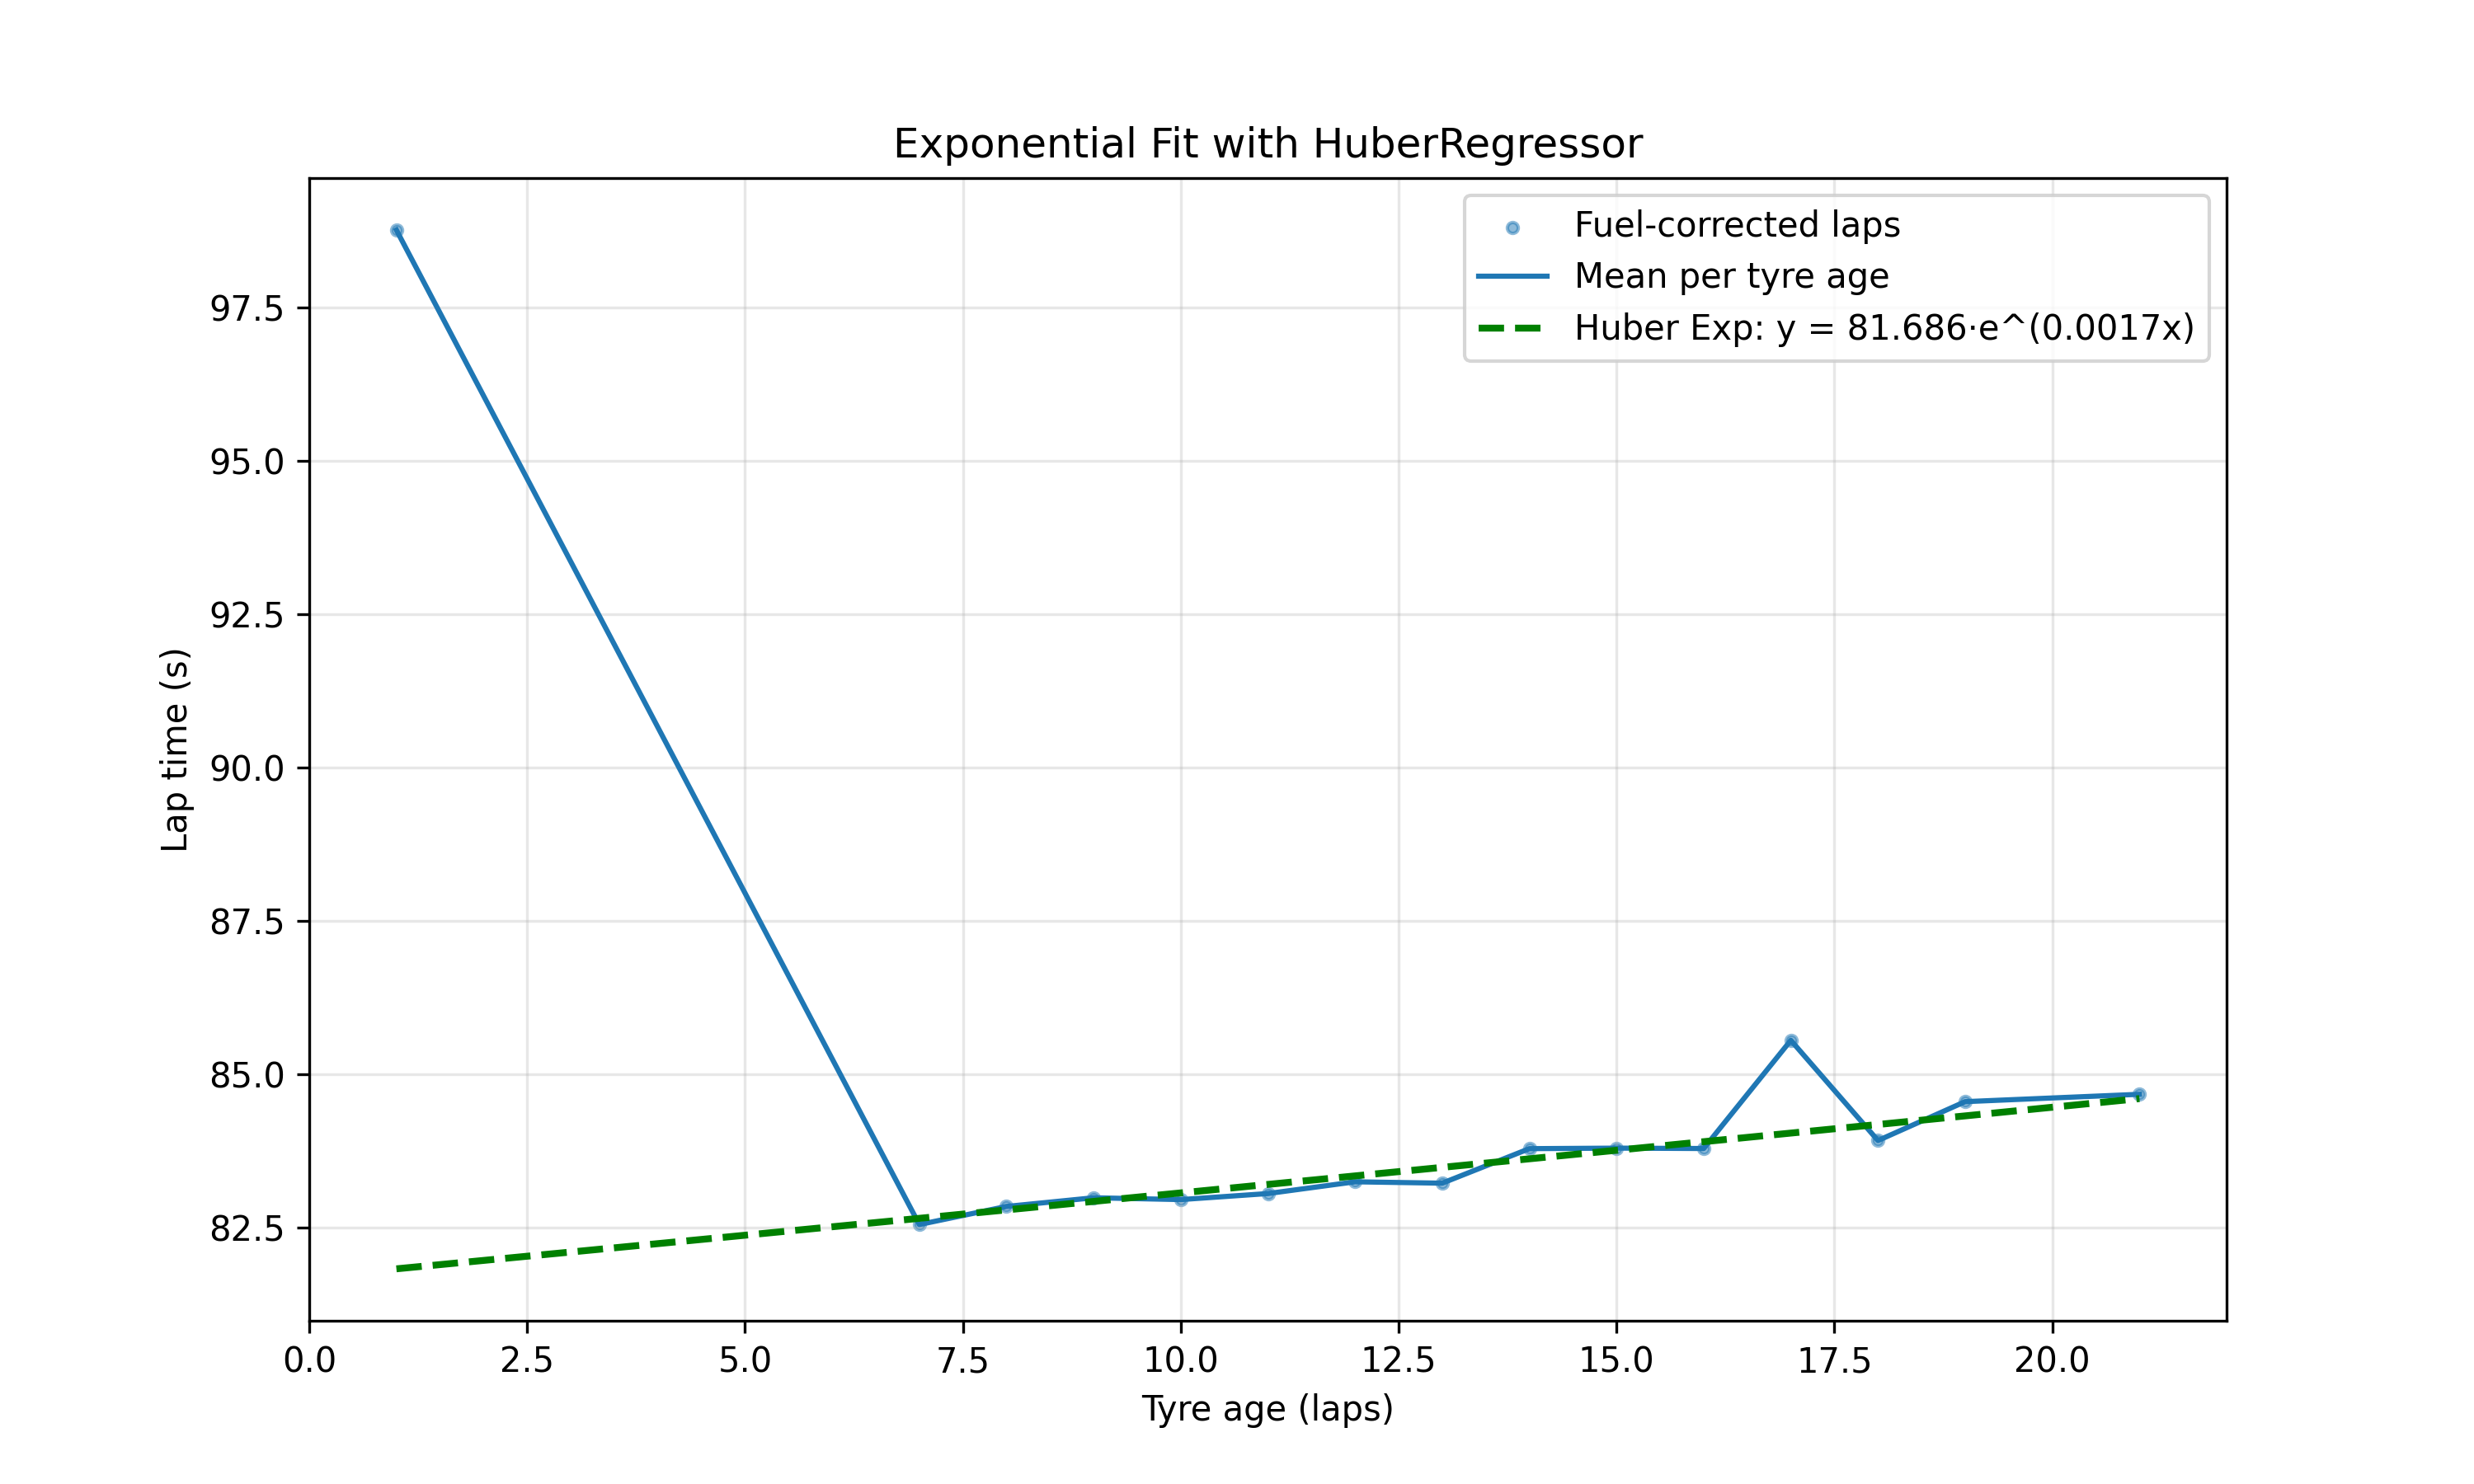 Exponential Fit with HuberRegressor
Fuel-corrected laps
Mean per tyre age
Huber Exp: y = 81.686·e^(0.0017x)
97.5
95.0
92.5
90.0
87.5
85.0
82.5
Lap time (s)
0.0 2.5 5.0 7.5 10.0 12.5 15.0 17.5 20.0
Tyre age (laps)